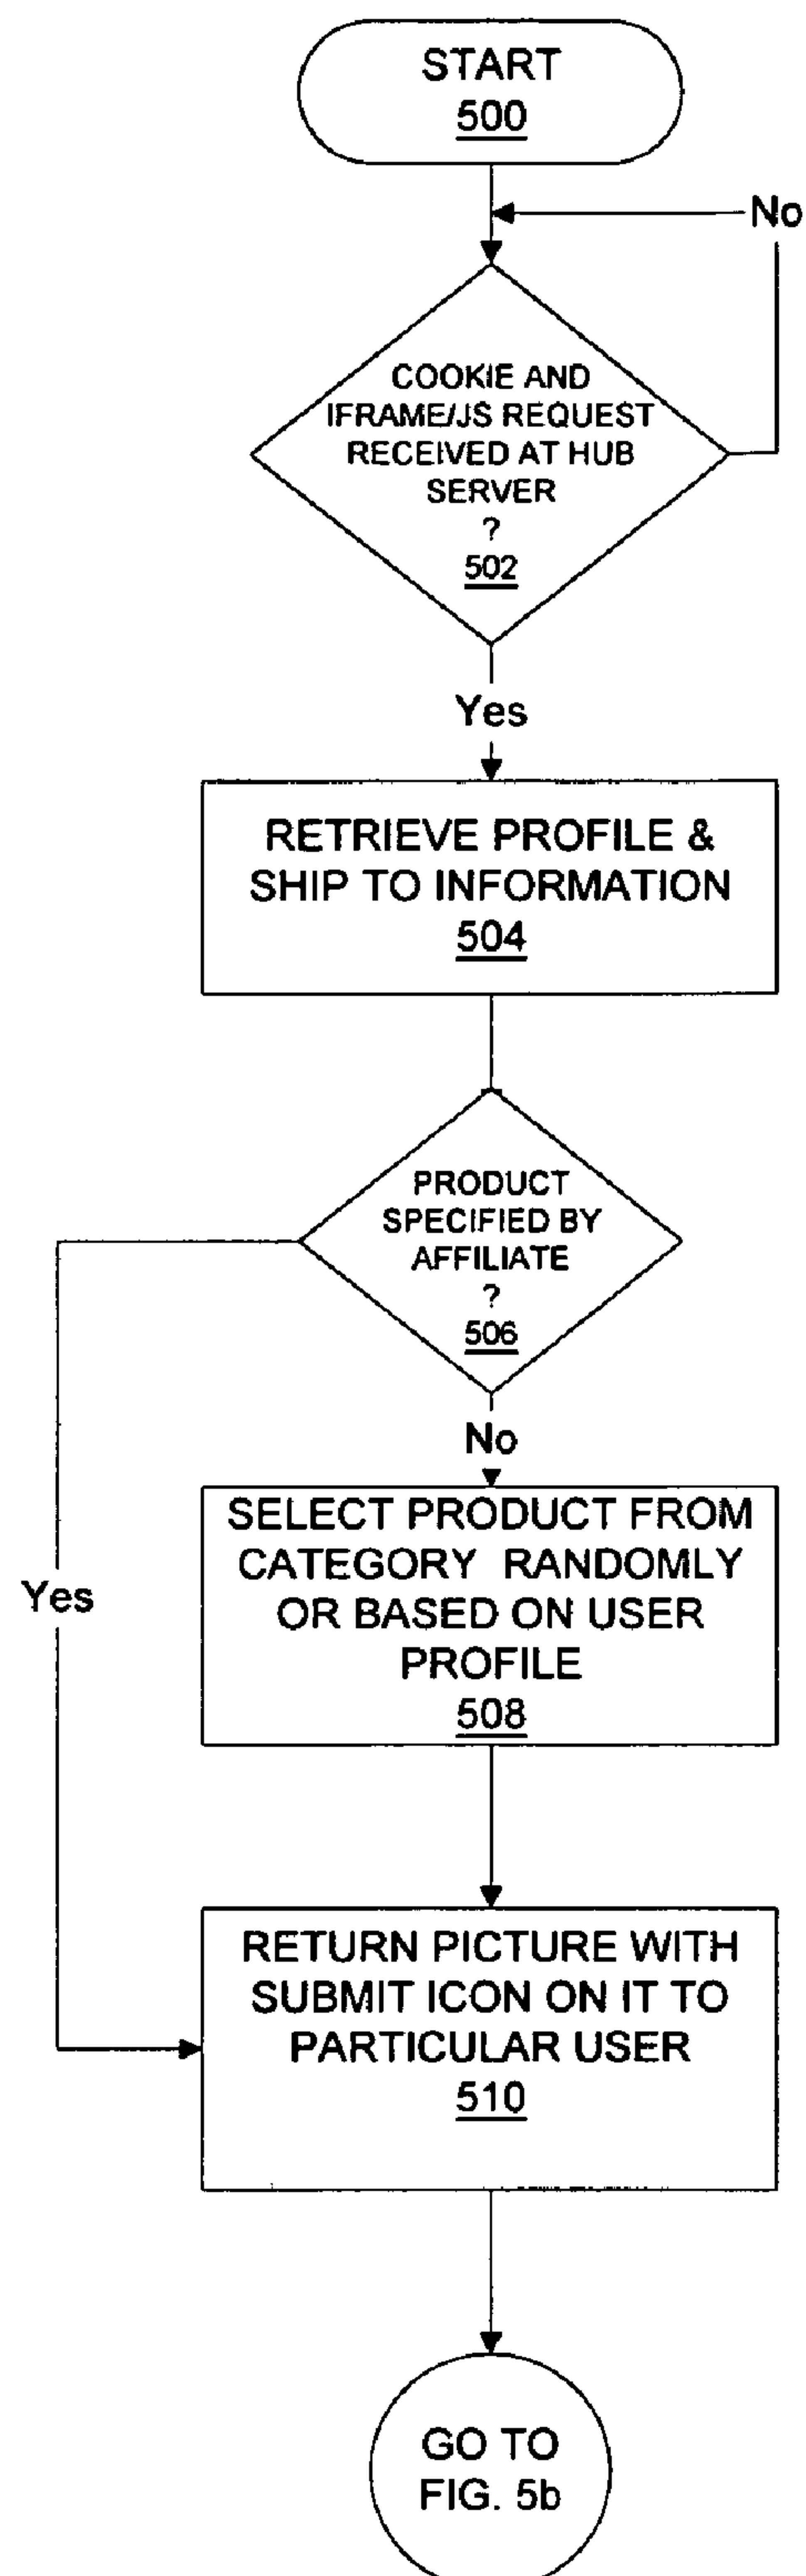 START
500
No
COOKIE AND
IFRAME/JS REQUEST
RECEIVED AT HUB
SERVER
?
502
Yes
RETRIEVE PROFILE &
SHIP TO INFORMATION
504
PRODUCT
SPECIFIED BY
AFFILIATE
?
506
No
SELECT PRODUCT FROM
CATEGORY RANDOMLY
OR BASED ON USER
PROFILE
508
Yes
RETURN PICTURE WITH
SUBMIT ICON ON IT TO
PARTICULAR USER
510
GO TO
FIG. 5b